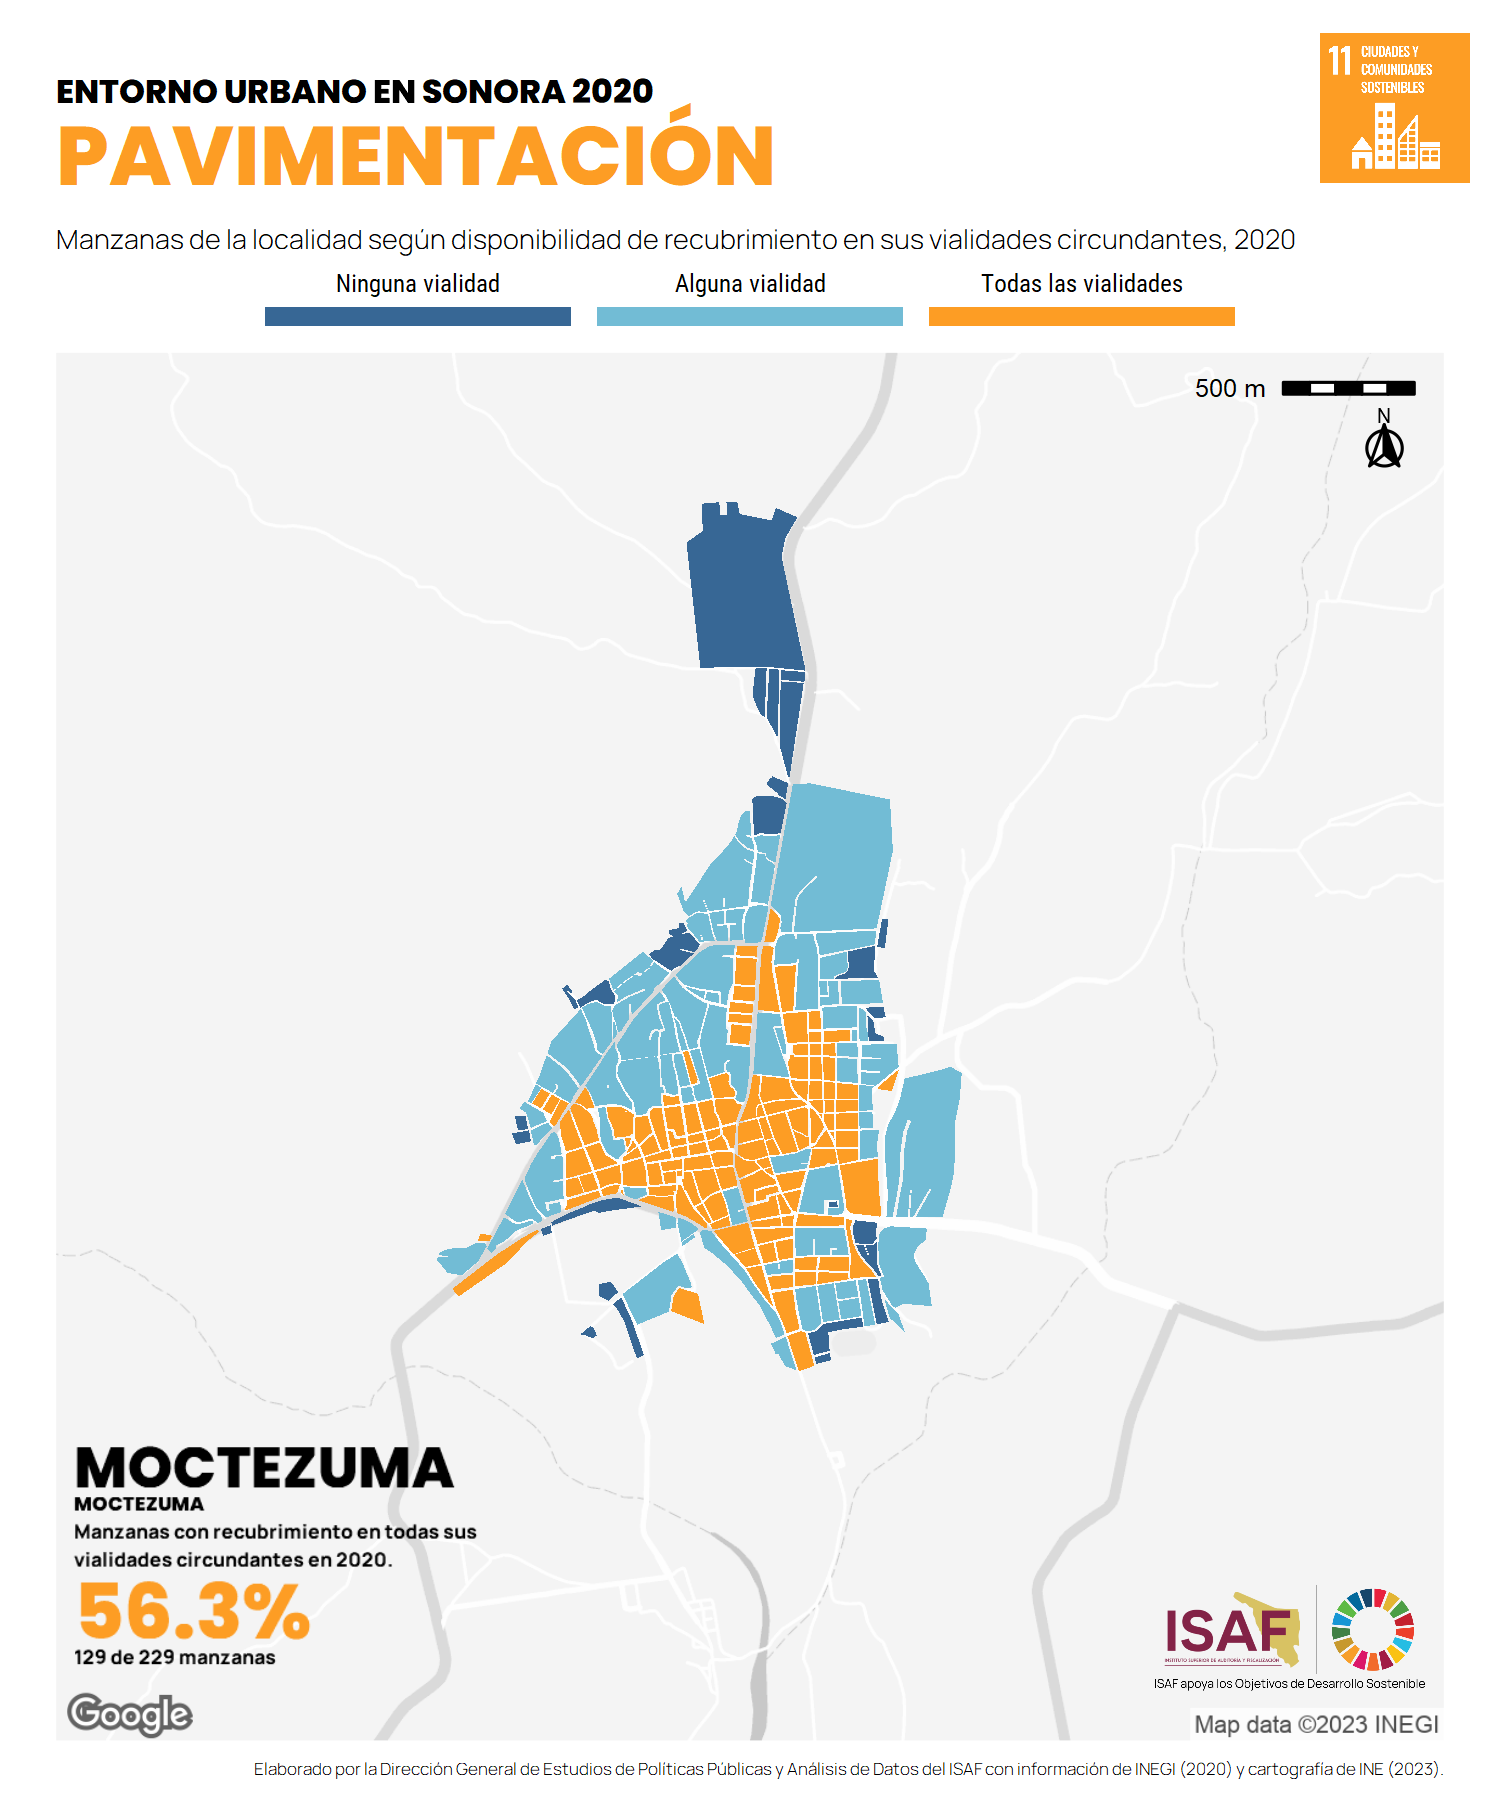 11 CIUDADES Y
COMUNIDADES
SOSTENIBLES
ENTORNO URBANO EN SONORA 2020
PAVIMENTACIÓN
Manzanas de la localidad según disponibilidad de recubrimiento en sus vialidades circundantes, 2020
Ninguna vialidad
Alguna vialidad
Todas las vialidades
500 m
N
MOCTEZUMA
MOCTEZUMA
Manzanas con recubrimiento en todas sus
vialidades circundantes en 2020.
56.3%
129 de 229 manzanas
Google
ISAF
INSTITUTO SUPERIOR DE AUDITORÍA Y FISCALIZACIÓN
ISAF apoya los Objetivos de Desarrollo Sostenible
Map data ©2023 INEGI
Elaborado por la Dirección General de Estudios de Políticas Públicas y Análisis de Datos del ISAF con información de INEGI (2020) y cartografía de INE (2023).